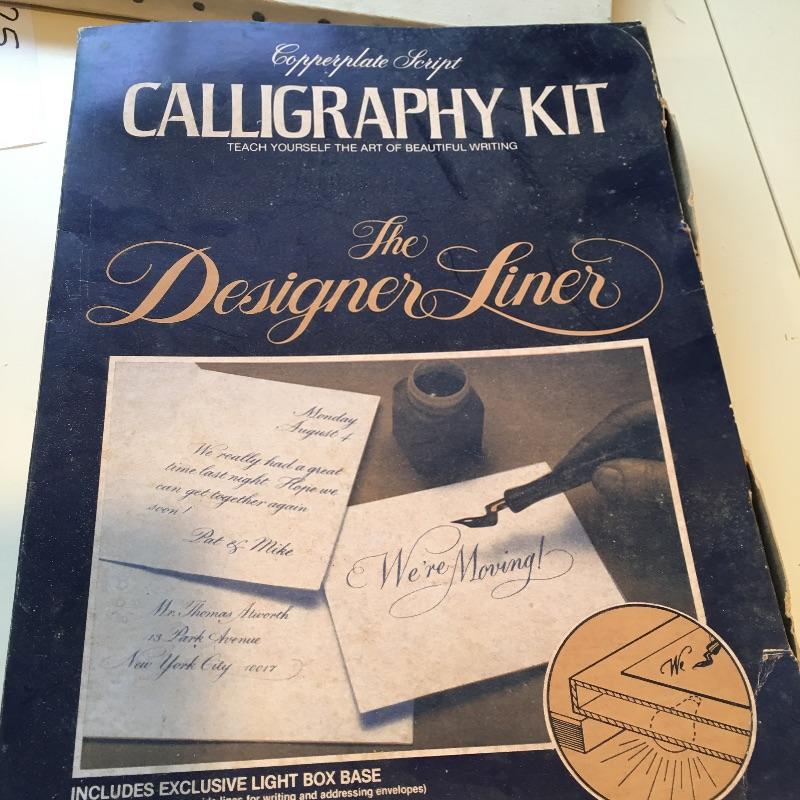 25
Copperplate Script
CALLIGRAPHY KIT
TEACH YOURSELF THE ART OF BEAUTIFUL WRITING
The
Designer Liner
Monday
August 4
We really had a great
time last night. Hope we
can get together again
soon!
Pat & Mike
We're Moving!
Mr. Thomas Atworth
13 Park Avenue
New York City 10017
We
INCLUDES EXCLUSIVE LIGHT BOX BASE
lines for writing and addressing envelopes)